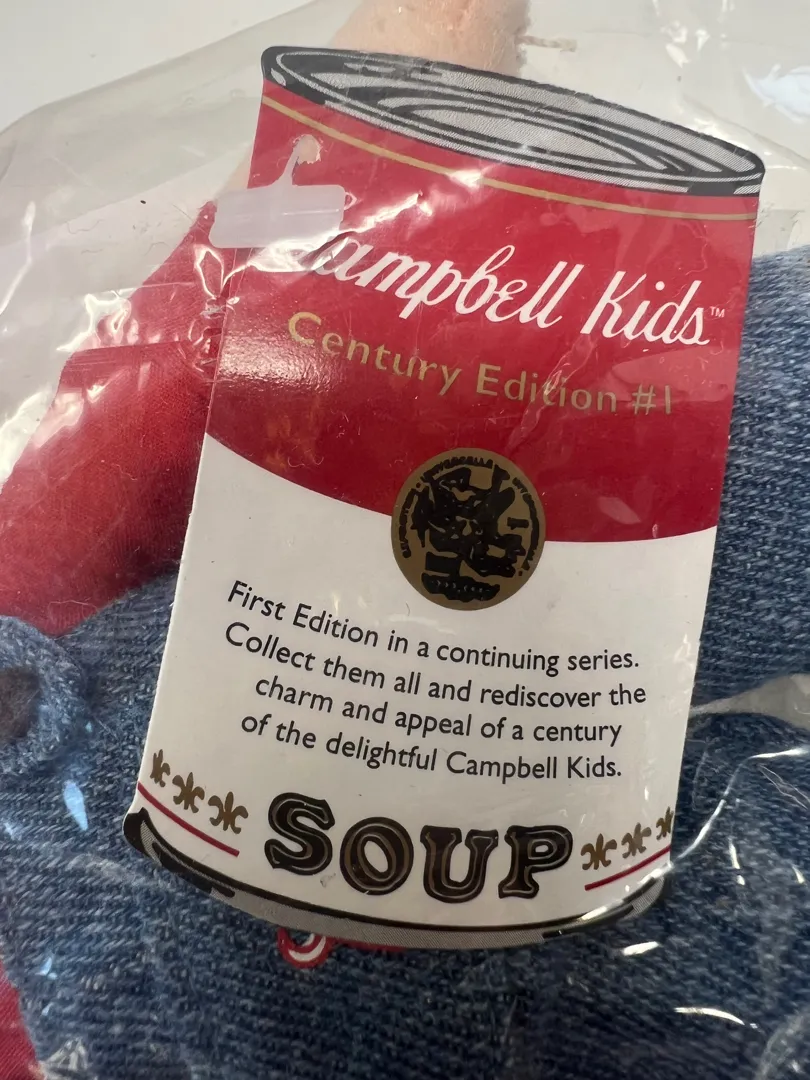 Campbell Kids™
Century Edition #1
First Edition in a continuing series.
Collect them all and rediscover the
charm and appeal of a century
of the delightful Campbell Kids.
SOUP